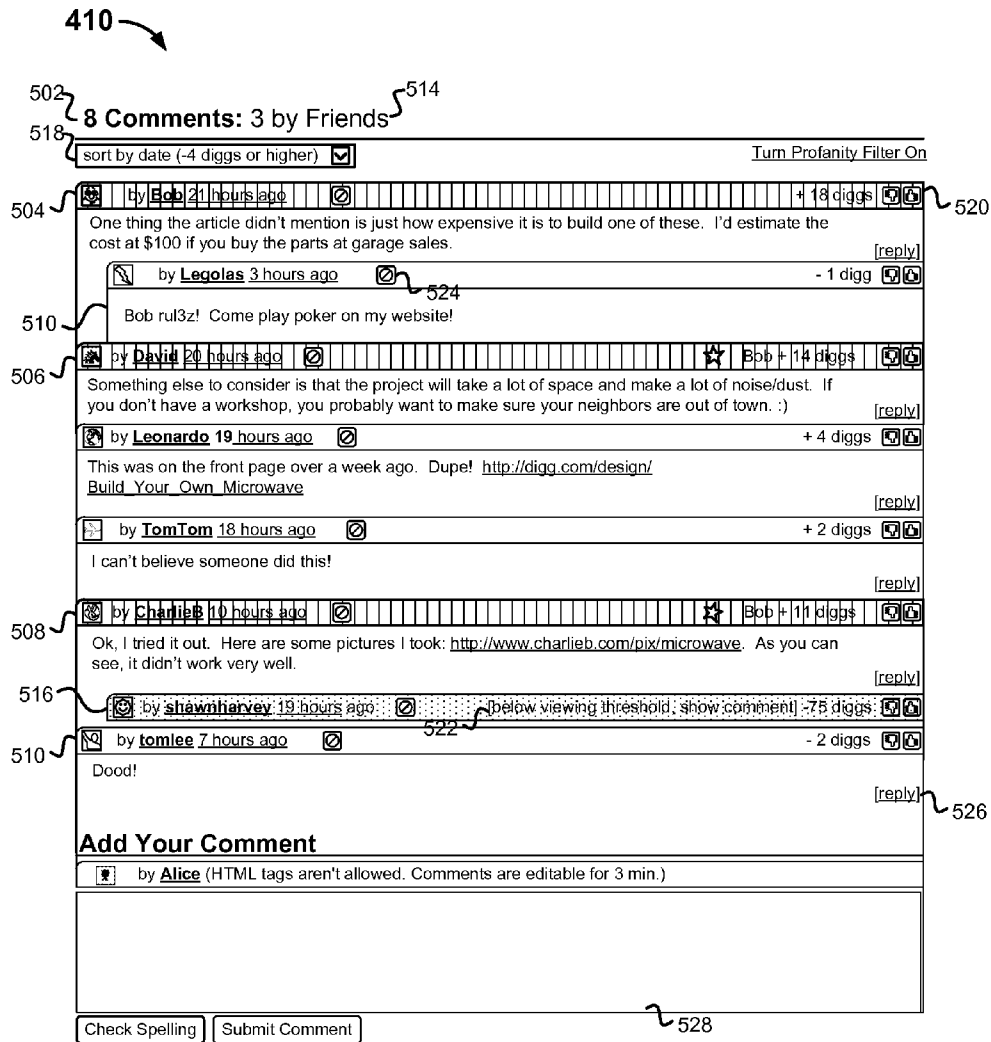 410
502
8 Comments: 3 by Friends
514
518
sort by date (-4 diggs or higher)
Turn Profanity Filter On
504
by Bob 21 hours ago
+ 18 diggs
520
One thing the article didn't mention is just how expensive it is to build one of these. I'd estimate the
cost at $100 if you buy the parts at garage sales.
[reply]
by Legolas 3 hours ago
524
- 1 digg
510
Bob rul3z! Come play poker on my website!
506
by David 20 hours ago
Bob + 14 diggs
Something else to consider is that the project will take a lot of space and make a lot of noise/dust. If
you don't have a workshop, you probably want to make sure your neighbors are out of town. :)
[reply]
by Leonardo 19 hours ago
+ 4 diggs
This was on the front page over a week ago. Dupe! http://digg.com/design/
Build_Your_Own_Microwave
[reply]
by TomTom 18 hours ago
+ 2 diggs
I can't believe someone did this!
[reply]
508
by CharlieB 10 hours ago
Bob + 11 diggs
Ok, I tried it out. Here are some pictures I took: http://www.charlieb.com/pix/microwave. As you can
see, it didn't work very well.
[reply]
516
by shawnharvey 19 hours ago
522
[below viewing threshold, show comment] -75 diggs
510
by tomlee 7 hours ago
- 2 diggs
Dood!
[reply]
526
Add Your Comment
by Alice (HTML tags aren't allowed. Comments are editable for 3 min.)
528
Check Spelling
Submit Comment